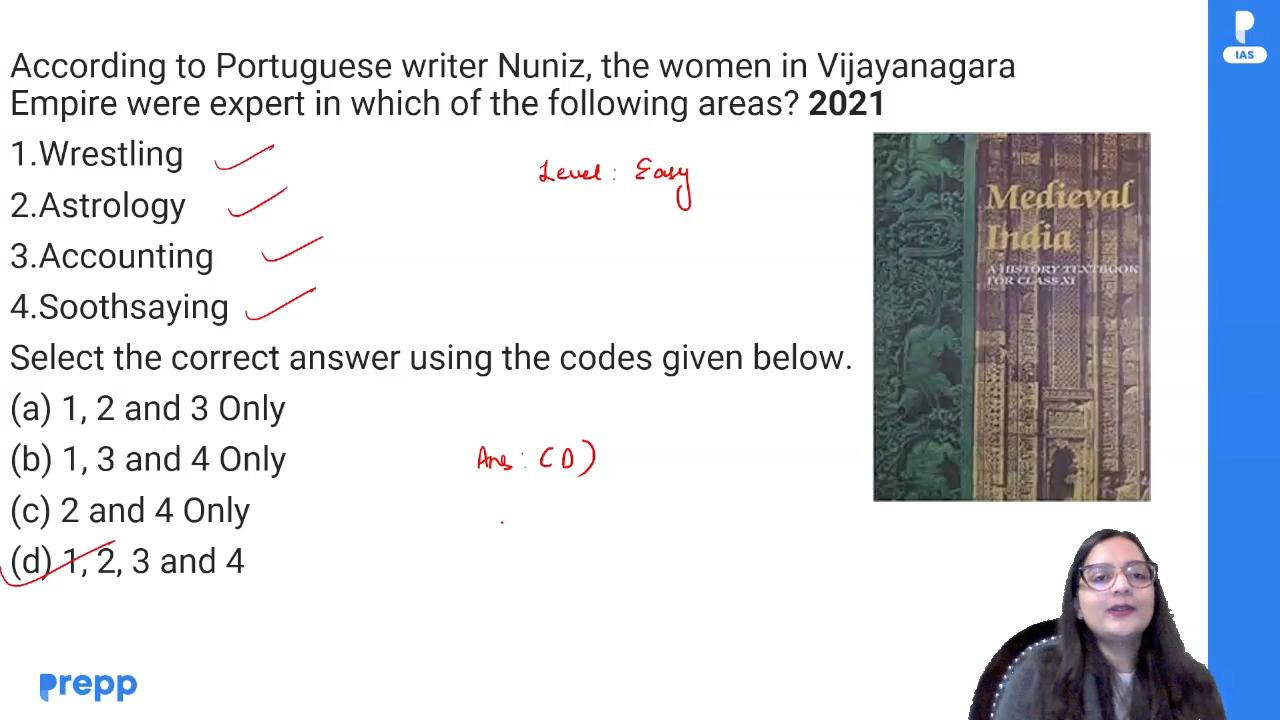 According to Portuguese writer Nuniz, the women in Vijayanagara
Empire were expert in which of the following areas? 2021
1.Wrestling
2.Astrology
3.Accounting
4.Soothsaying
Select the correct answer using the codes given below.
(a) 1, 2 and 3 Only
(b) 1, 3 and 4 Only
(c) 2 and 4 Only
(d) 1, 2, 3 and 4
Level: Easy
Ans: (D)
Medieval
India
A HISTORY TEXTBOOK
FOR CLASS XI
IAS
prepp